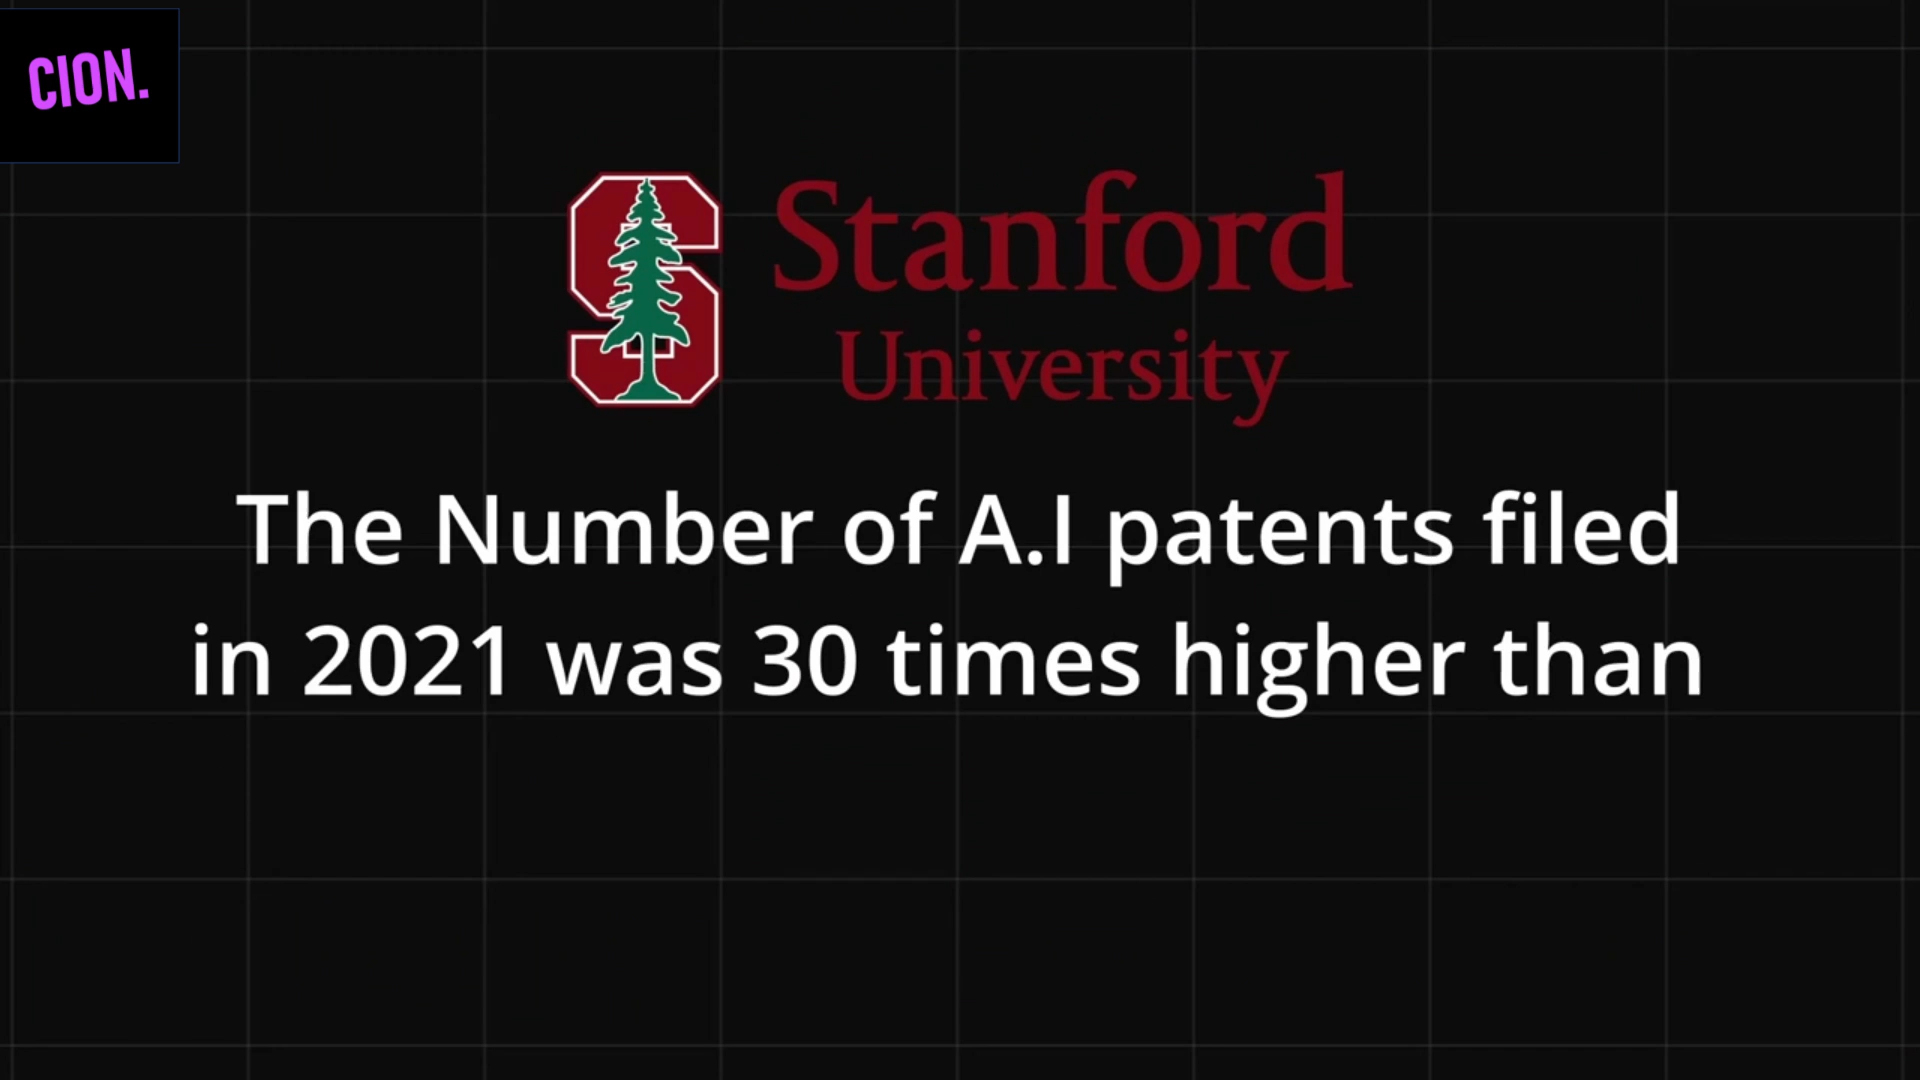 CION.
Stanford
University
The Number of A.I patents filed
in 2021 was 30 times higher than